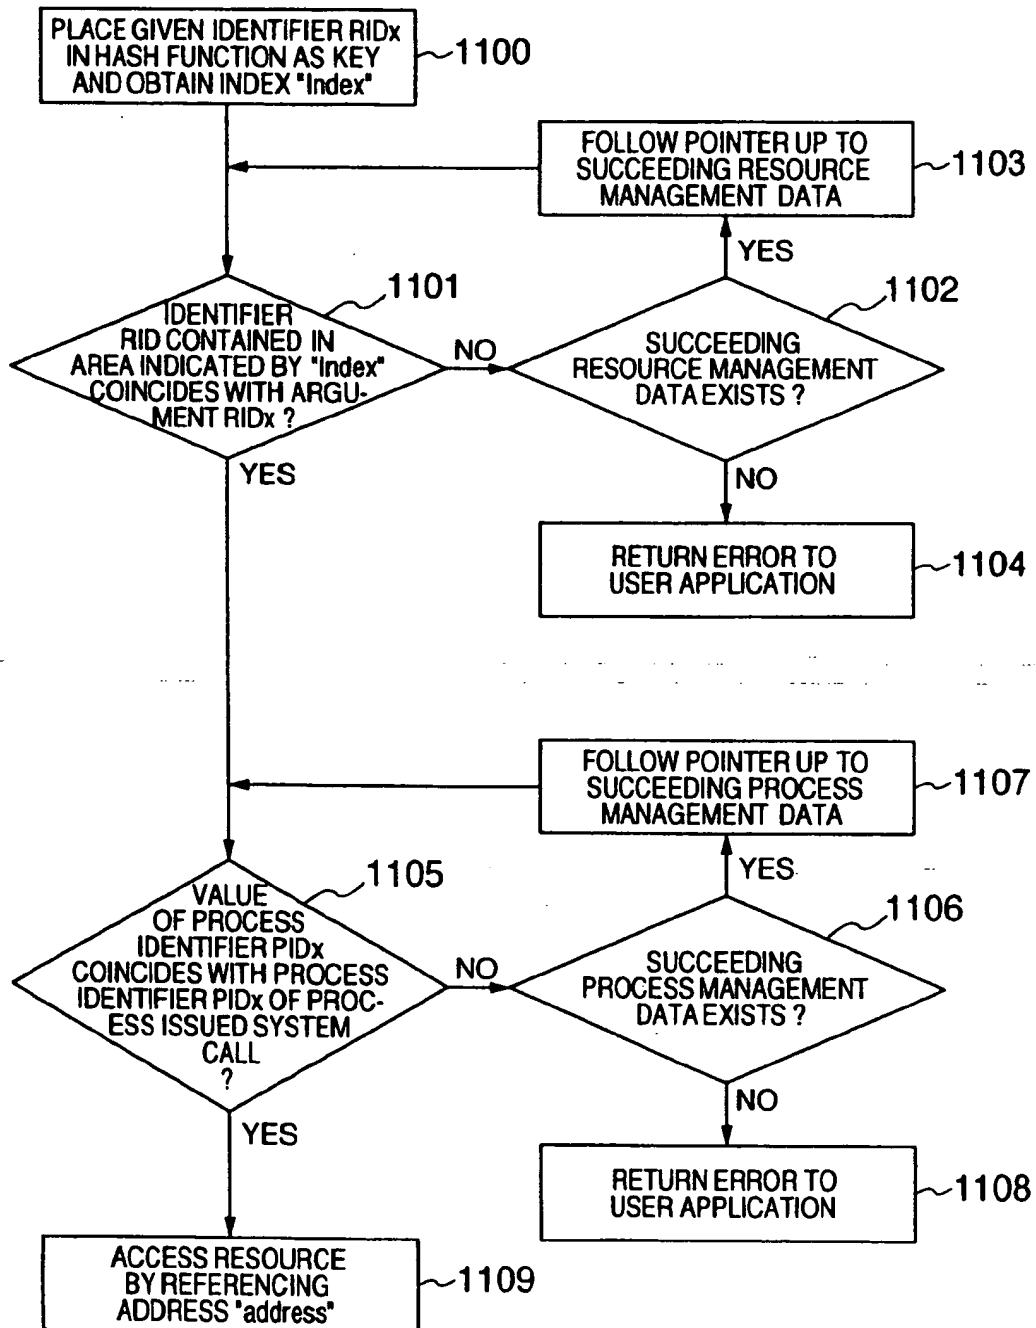 PLACE GIVEN IDENTIFIER RIDx
IN HASH FUNCTION AS KEY
AND OBTAIN INDEX "Index"
1100
FOLLOW POINTER UP TO
SUCCEEDING RESOURCE
MANAGEMENT DATA
1103
YES
1101
IDENTIFIER
RID CONTAINED IN
AREA INDICATED BY "Index"
COINCIDES WITH ARGU-
MENT RIDx ?
NO
1102
SUCCEEDING
RESOURCE MANAGEMENT
DATA EXISTS ?
YES
NO
RETURN ERROR TO
USER APPLICATION
1104
FOLLOW POINTER UP TO
SUCCEEDING PROCESS
MANAGEMENT DATA
1107
YES
1105
VALUE
OF PROCESS
IDENTIFIER PIDx
COINCIDES WITH PROCESS
IDENTIFIER PIDx OF PROC-
ESS ISSUED SYSTEM
CALL
?
NO
1106
SUCCEEDING
PROCESS MANAGEMENT
DATA EXISTS ?
YES
NO
RETURN ERROR TO
USER APPLICATION
1108
ACCESS RESOURCE
BY REFERENCING
ADDRESS "address"
1109